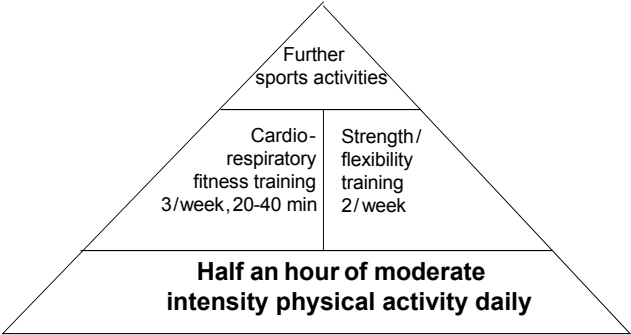 Further
sports activities
Cardio-
respiratory
fitness training
3/week, 20-40 min
Strength/
flexibility
training
2/week
Half an hour of moderate
intensity physical activity daily